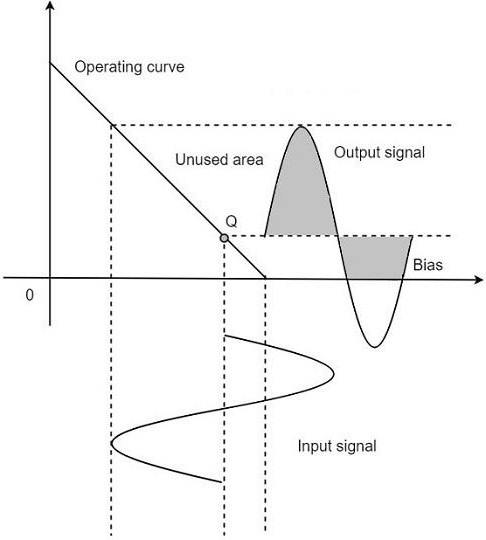 Operating curve
Unused area
Output signal
Q
Bias
0
Input signal